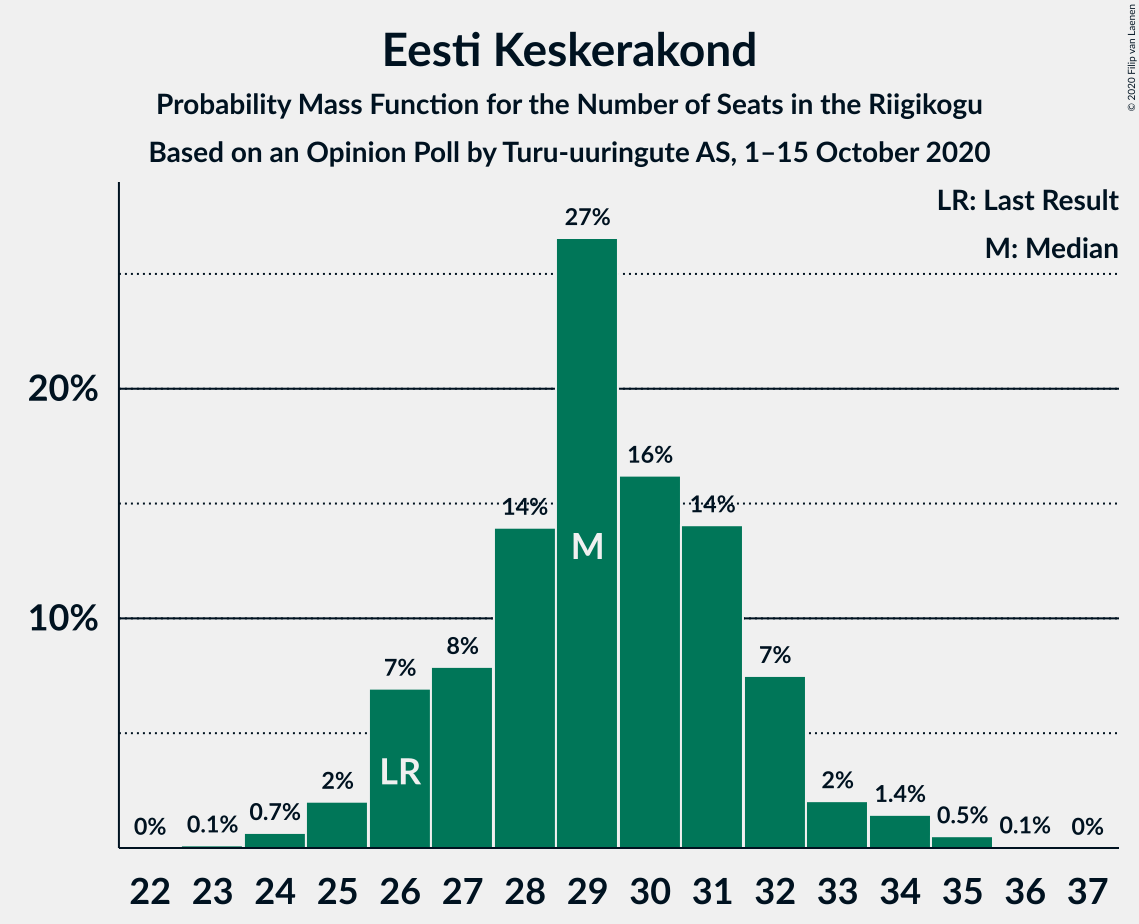 Eesti Keskerakond
Probability Mass Function for the Number of Seats in the Riigikogu
Based on an Opinion Poll by Turu-uuringute AS, 1–15 October 2020
© 2020 Filip van Laenen
LR: Last Result
M: Median
20%
10%
0% 0.1% 0.7% 2% 7% 8% 14% 27% 16% 14% 7% 2% 1.4% 0.5% 0.1% 0%
LR M
22 23 24 25 26 27 28 29 30 31 32 33 34 35 36 37